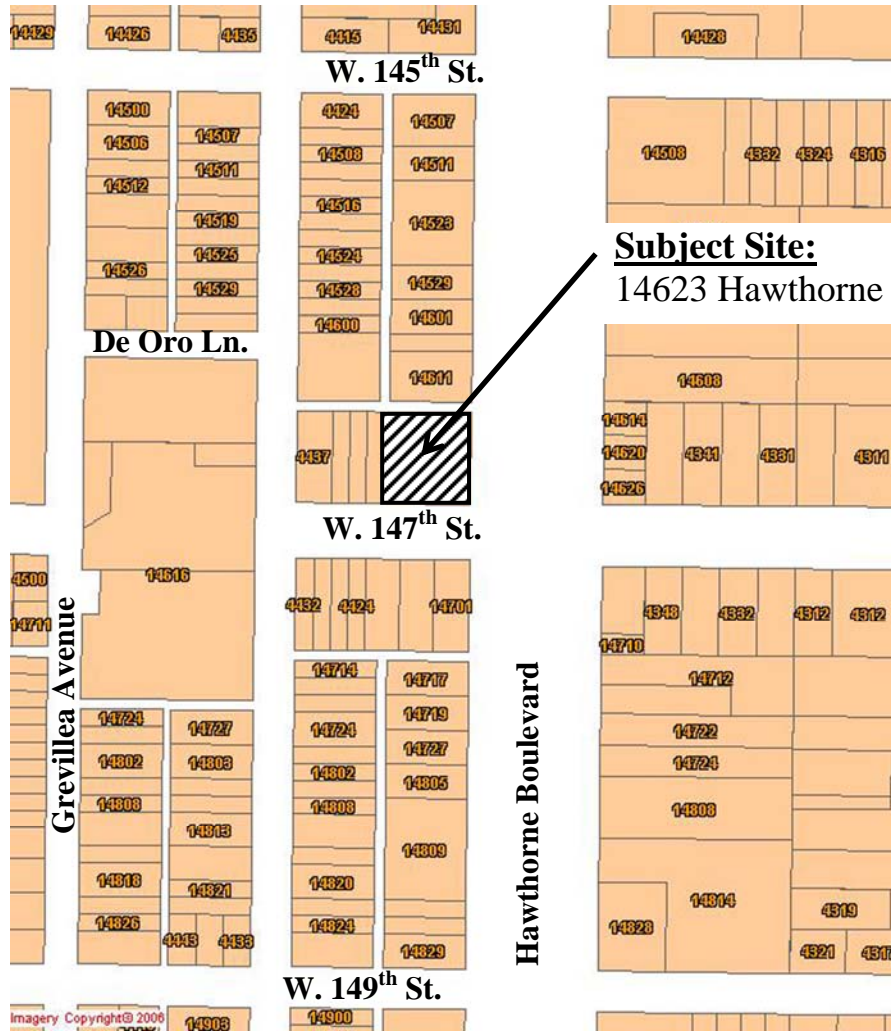 14429 14426 4435 4415 14431 14428
W. 145th St.
14500 4424 14507
14506 14507 14508 14511 14508 4332 4324 4316
14512 14511 14516
14519 14523
14525 14524
14526 14529 14528 14529
14600 14601
Subject Site:
14623 Hawthorne
De Oro Ln.
14611 14608
14614
4437 14620 4341 4331 4311
14626
W. 147th St.
4500 14616 4432 4424 14701 4348 4332 4312 4312
14711 14710
Grevillea Avenue
Hawthorne Boulevard
14714 14717 14712
14724 14727 14724 14719 14722
14802 14803 14802 14727 14724
14808 14808 14805 14808
14813 14809
14818 14821 14820 14814 4319
14826 14824 14828
4443 4433 14829 4321 4317
W. 149th St.
Imagery Copyright© 2006
14903 14900